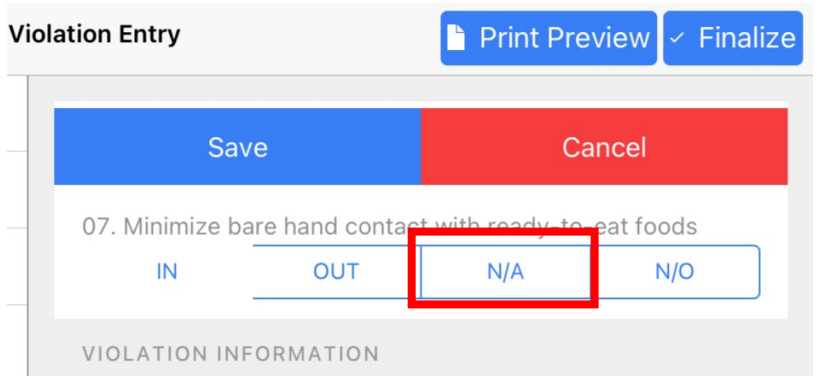 Violation Entry
Print Preview
Finalize
Save
Cancel
07. Minimize bare hand contact with ready-to-eat foods
IN
OUT
N/A
N/O
VIOLATION INFORMATION